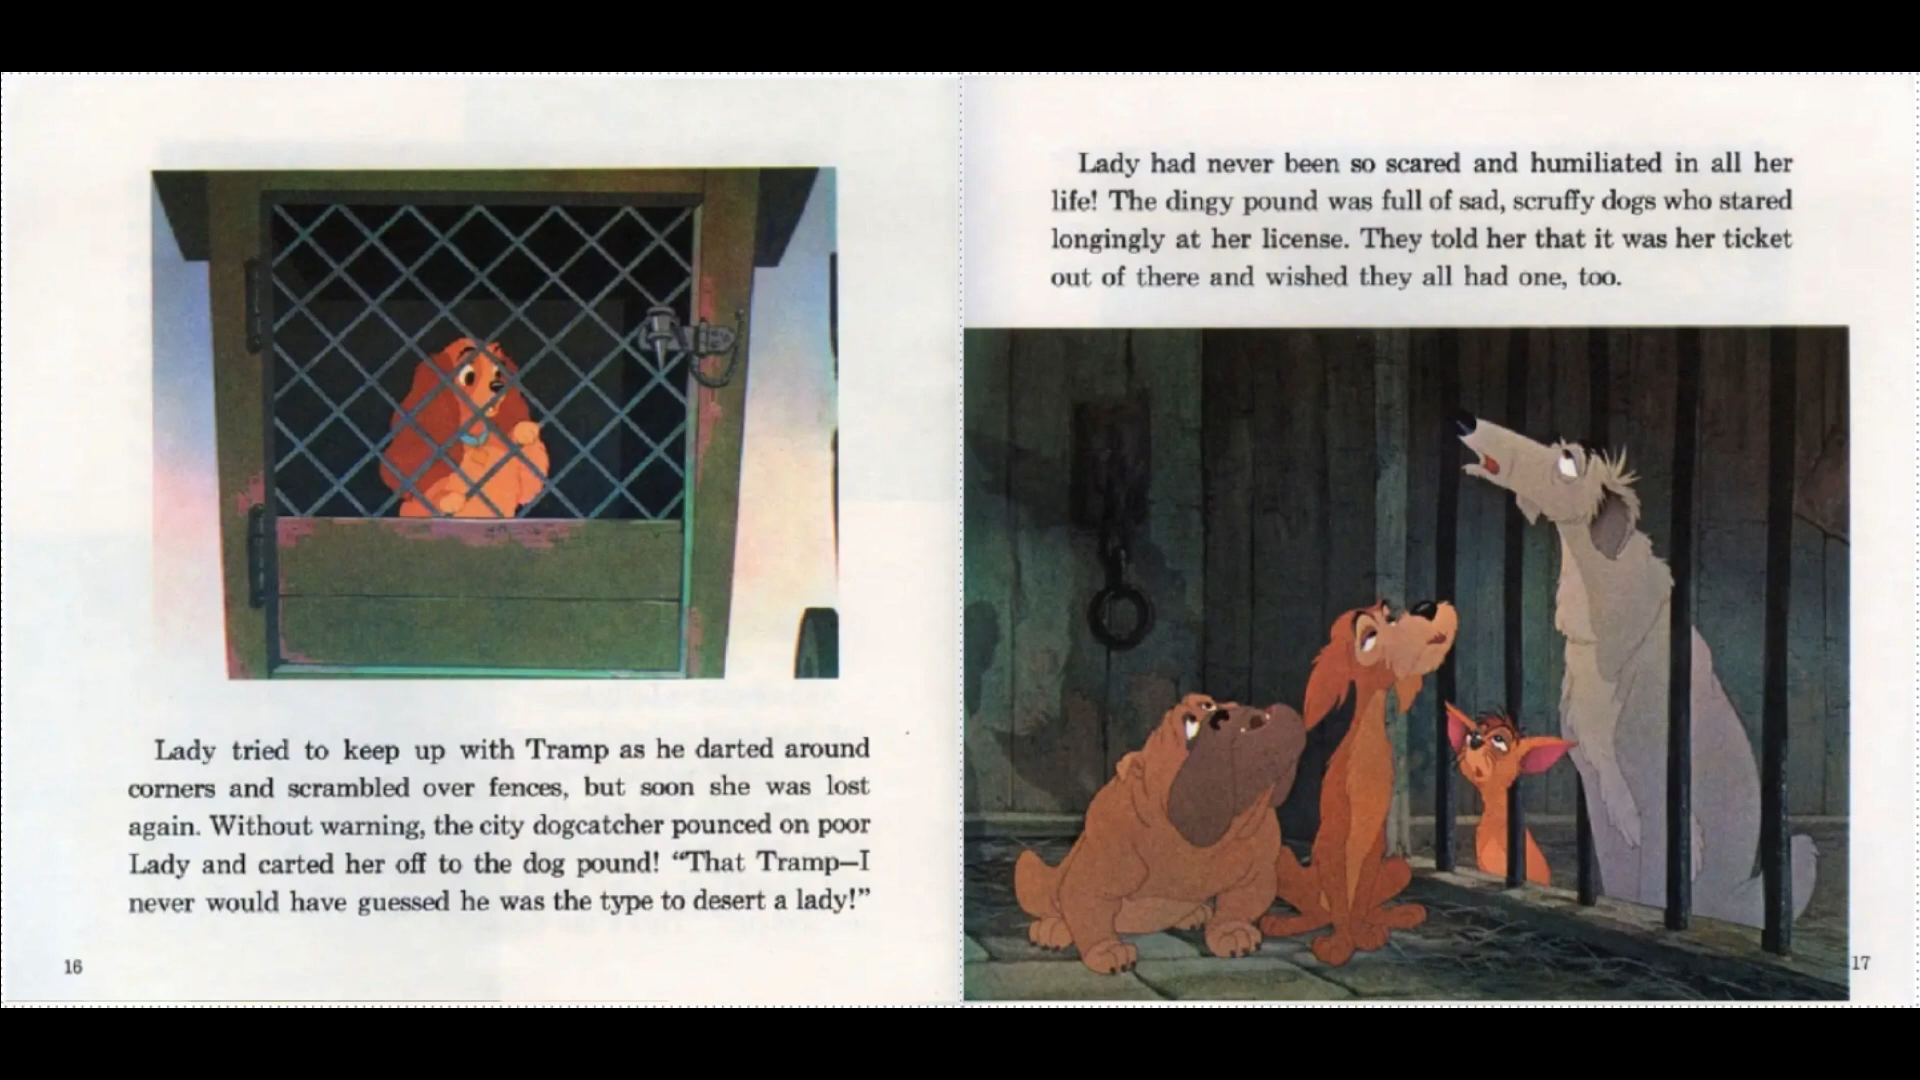 Lady tried to keep up with Tramp as he darted around
corners and scrambled over fences, but soon she was lost
again. Without warning, the city dogcatcher pounced on poor
Lady and carted her off to the dog pound! “That Tramp—I
never would have guessed he was the type to desert a lady!”
16
Lady had never been so scared and humiliated in all her
life! The dingy pound was full of sad, scruffy dogs who stared
longingly at her license. They told her that it was her ticket
out of there and wished they all had one, too.
17